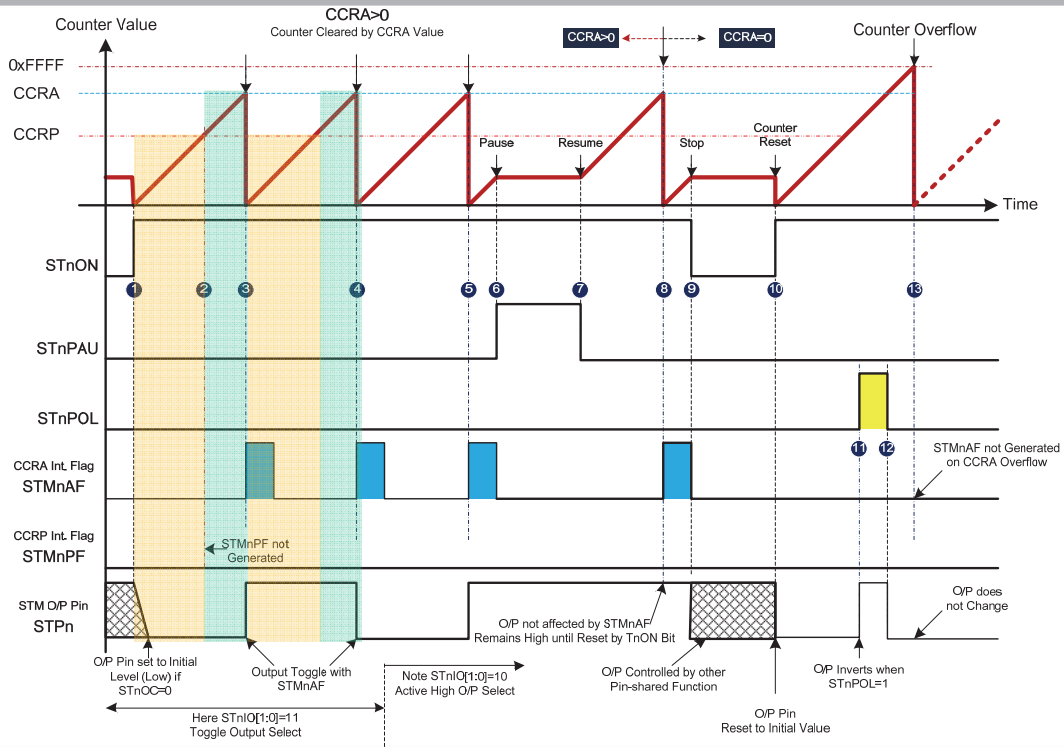 CCRA>0
Counter Value
Counter Cleared by CCRA Value
CCRA>0
CCRA=0
Counter Overflow
0xFFFF
CCRA
CCRP
Pause
Resume
Stop
Counter
Reset
Time
STnON
1
2
3
4
5
6
7
8
9
10
13
STnPAU
STnPOL
11
12
CCRA Int. Flag
STMnAF
STMnAF not Generated
on CCRA Overflow
CCRP Int. Flag
STMnPF
STMnPF not
Generated
STM O/P Pin
STPn
O/P not affected by STMnAF
Remains High until Reset by TnON Bit
O/P does
not Change
O/P Pin set to Initial
Level (Low) if
STnOC=0
Output Toggle with
STMnAF
Note STnIO[1:0]=10
Active High O/P Select
O/P Controlled by other
Pin-shared Function
O/P Inverts when
STnPOL=1
Here STnIO[1:0]=11
Toggle Output Select
O/P Pin
Reset to Initial Value